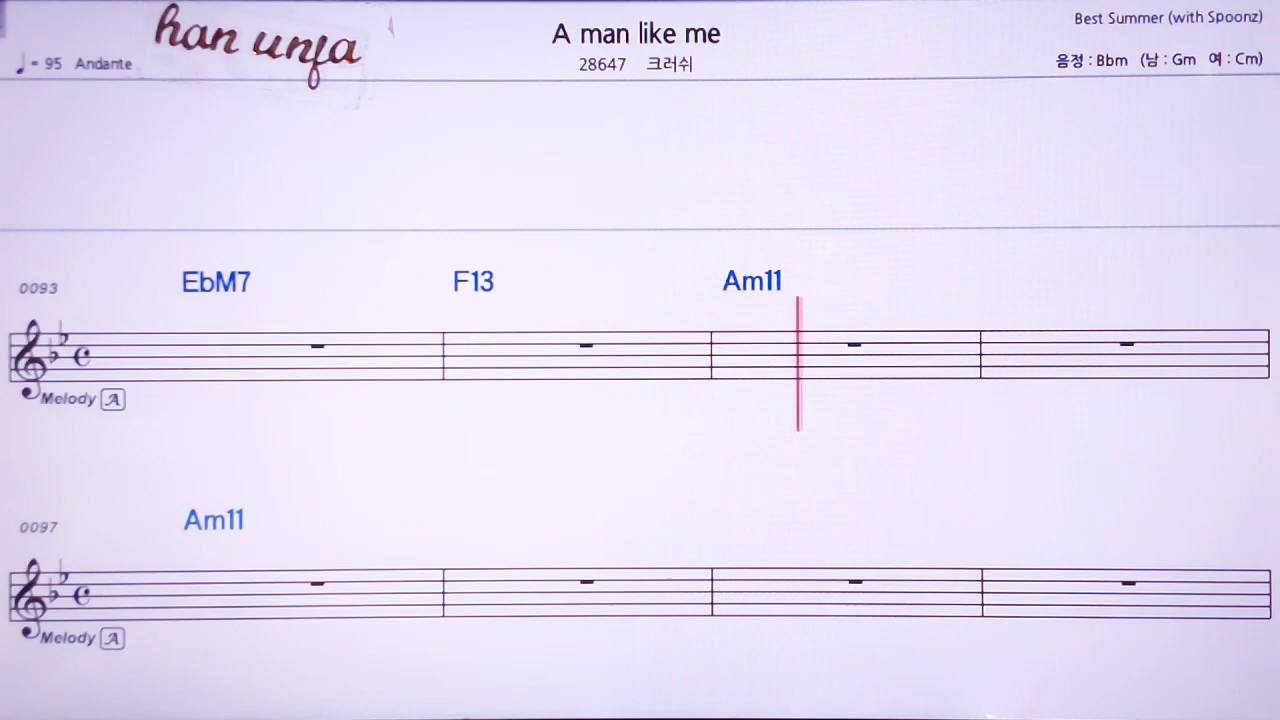 han unfa
A man like me
Best Summer (with Spoonz)
♩= 95 Andante
28647 크러쉬
음정 : Bbm (남 : Gm 여 : Cm)
0093 EbM7 F13 Am11
Melody A
0097 Am11
Melody A